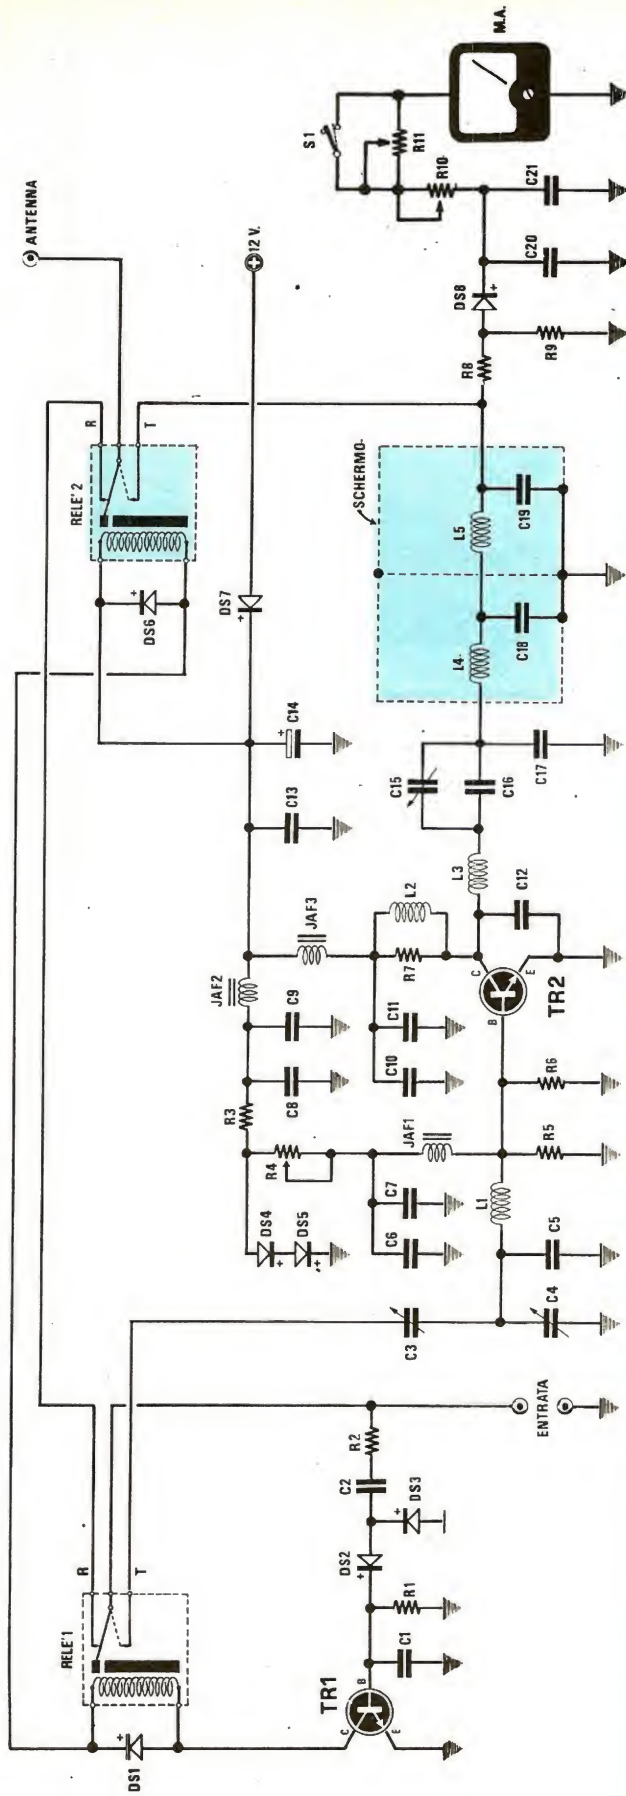 ANTENNA
12 V.
M.A.
S1
R11
R10
C21
C20
DS8
+
R9
R8
R
T
RELE' 2
DS6
+
DS7
+
SCHERMO
L5
C19
L4
C18
C14
+
C13
C15
C16
C17
JAF3
JAF2
L2
L3
R7
C12
C
E
B
TR2
C9
C8
C11
C10
R3
R4
JAF1
R6
R5
L1
DS4
+
DS5
+
C7
C6
C5
C3
C4
ENTRATA
R
T
RELE' 1
DS1
+
TR1
C
B
E
C1
R1
DS2
+
DS3
+
C2
R2